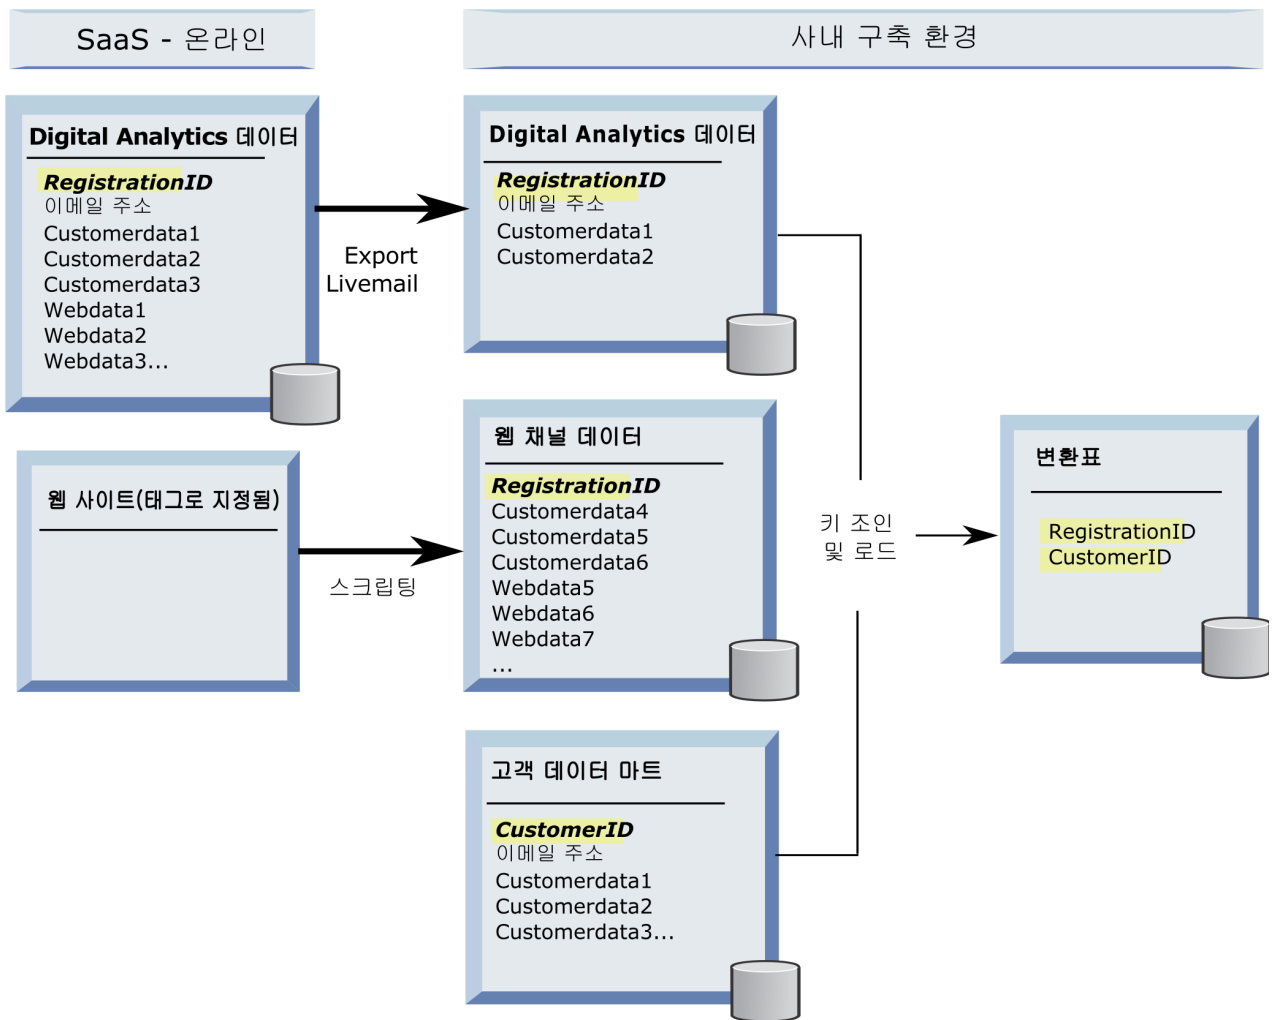 SaaS - 온라인
사내 구축 환경
Digital Analytics 데이터
RegistrationID
이메일 주소
Customerdata1
Customerdata2
Customerdata3
Webdata1
Webdata2
Webdata3...
Export
Livemail
Digital Analytics 데이터
RegistrationID
이메일 주소
Customerdata1
Customerdata2
웹 사이트(태그로 지정됨)
스크립팅
웹 채널 데이터
RegistrationID
Customerdata4
Customerdata5
Customerdata6
Webdata5
Webdata6
Webdata7
...
고객 데이터 마트
CustomerID
이메일 주소
Customerdata1
Customerdata2
Customerdata3...
키 조인
및 로드
변환표
RegistrationID
CustomerID